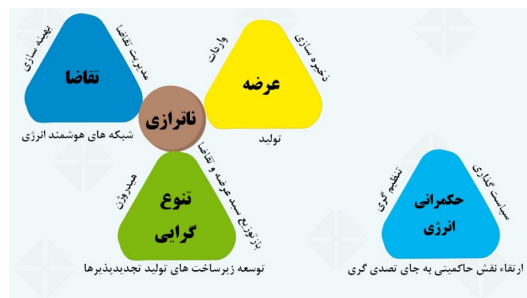 بهینه سازی
تقاضا
مدیریت تقاضا
شبکه های هوشمند انرژی
ناترازی
واردات
عرضه
ذخیره سازی
تولید
هیدروژن
تنوع
گرایی
بازتوزیع سبد عرضه و تقاضا
توسعه زیرساخت های تولید تجدیدپذیرها
تنظیم گری
حکمرانی
انرژی
سیاست گذاری
ارتقاء نقش حاکمیتی به جای تصدی گری